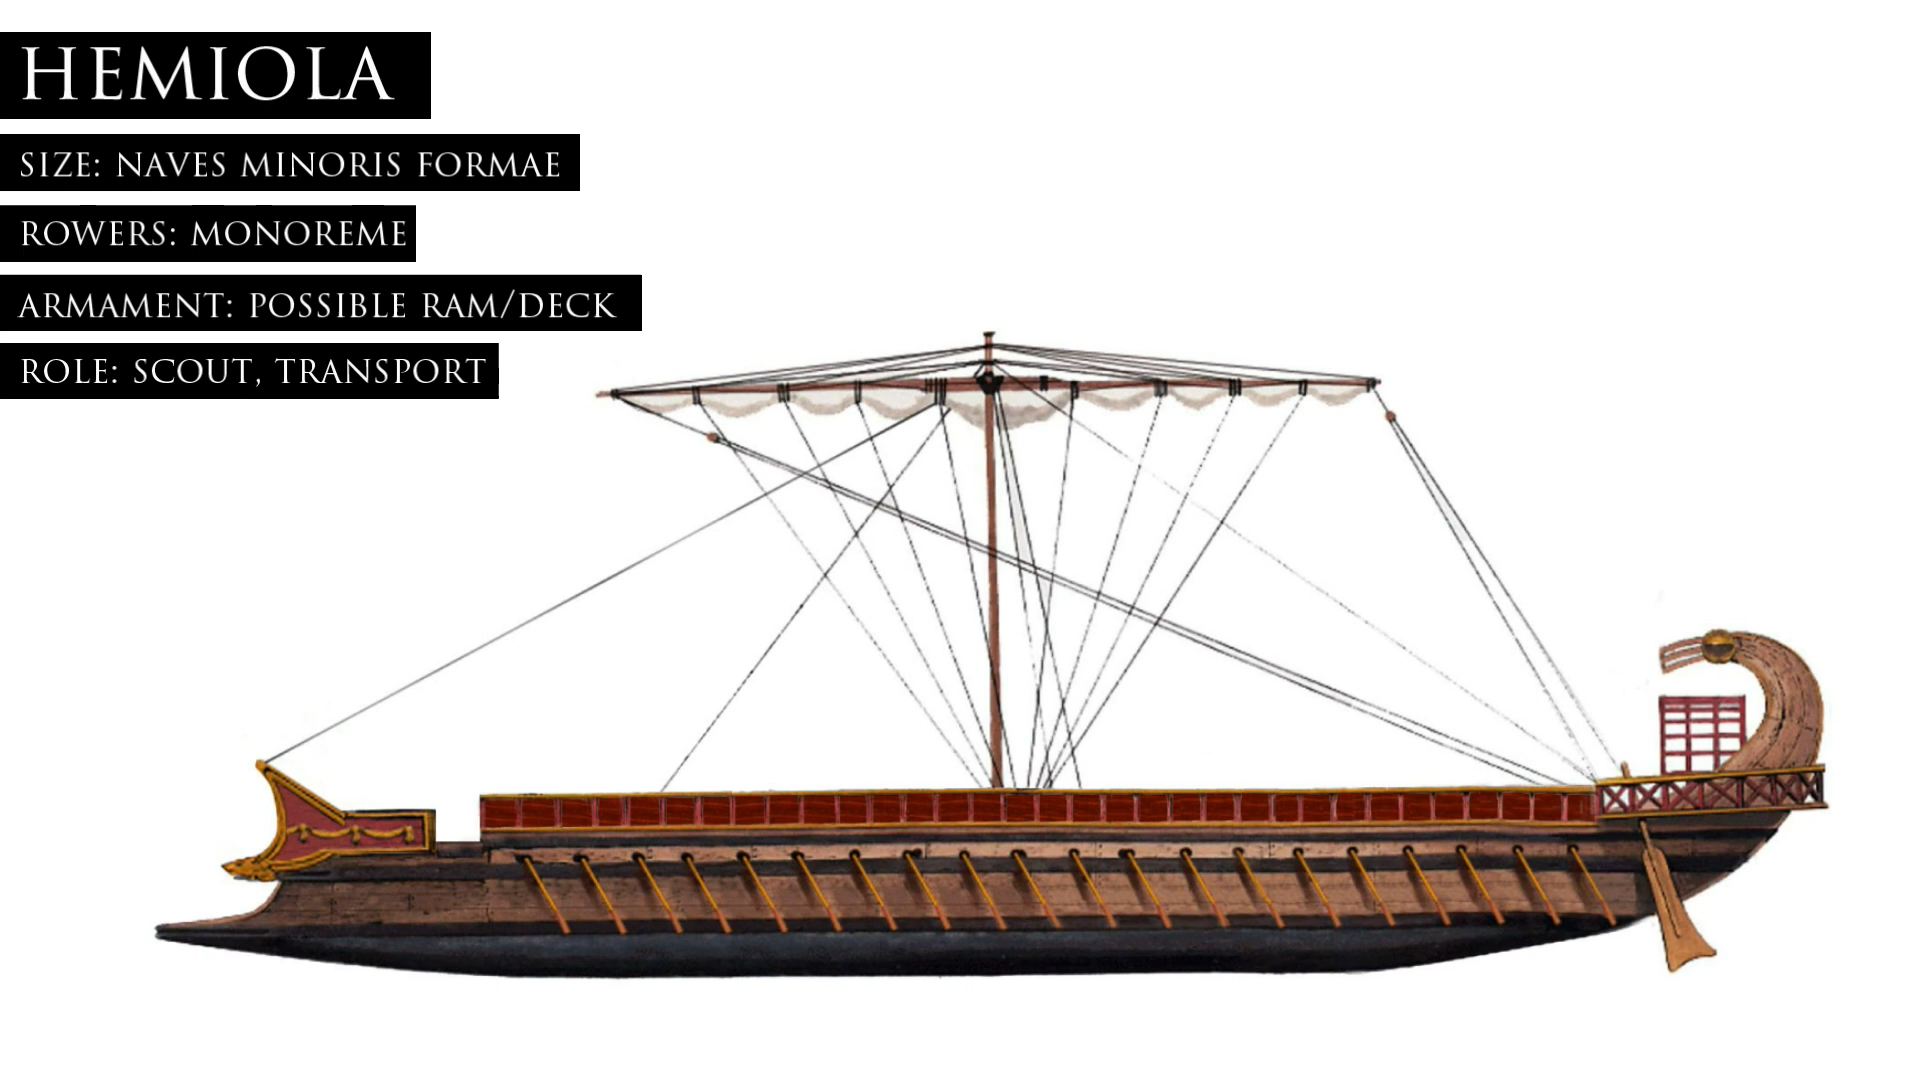 HEMIOLA
SIZE: NAVES MINORIS FORMAE
ROWERS: MONOREME
ARMAMENT: POSSIBLE RAM/DECK
ROLE: SCOUT, TRANSPORT